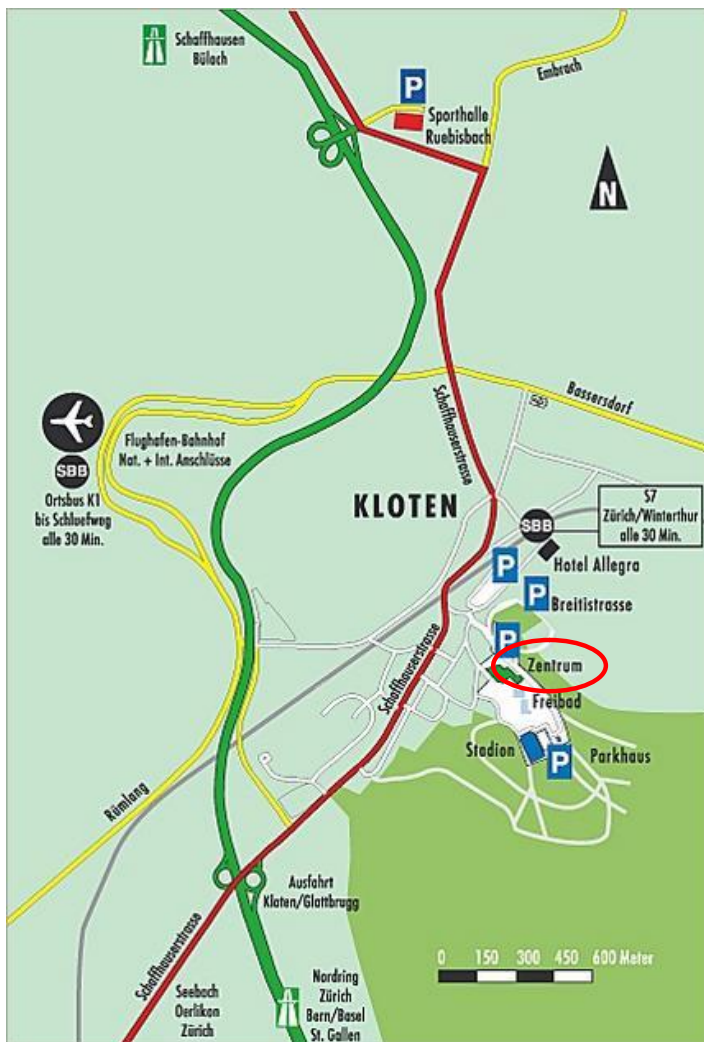 Schaffhausen
Bülach
P
Sporthalle
Ruebisbach
Embrach
N
Schaffhauserstrasse
Bassersdorf
Flughafen-Bahnhof
Nat. + Int. Anschlüsse
SBB
Ortsbus K1
bis Schluefweg
alle 30 Min.
KLOTEN
SBB
S7
Zürich/Winterthur
alle 30 Min.
Hotel Allegra
P
P
Breitistrasse
P
Zentrum
Freibad
Schaffhauserstrasse
Stadion
P
Parkhaus
Rümlang
Ausfahrt
Kloten/Glattbrugg
Schaffhauserstrasse
0 150 300 450 600 Meter
Seebach
Oerlikon
Zürich
Nordring
Zürich
Bern/Basel
St. Gallen